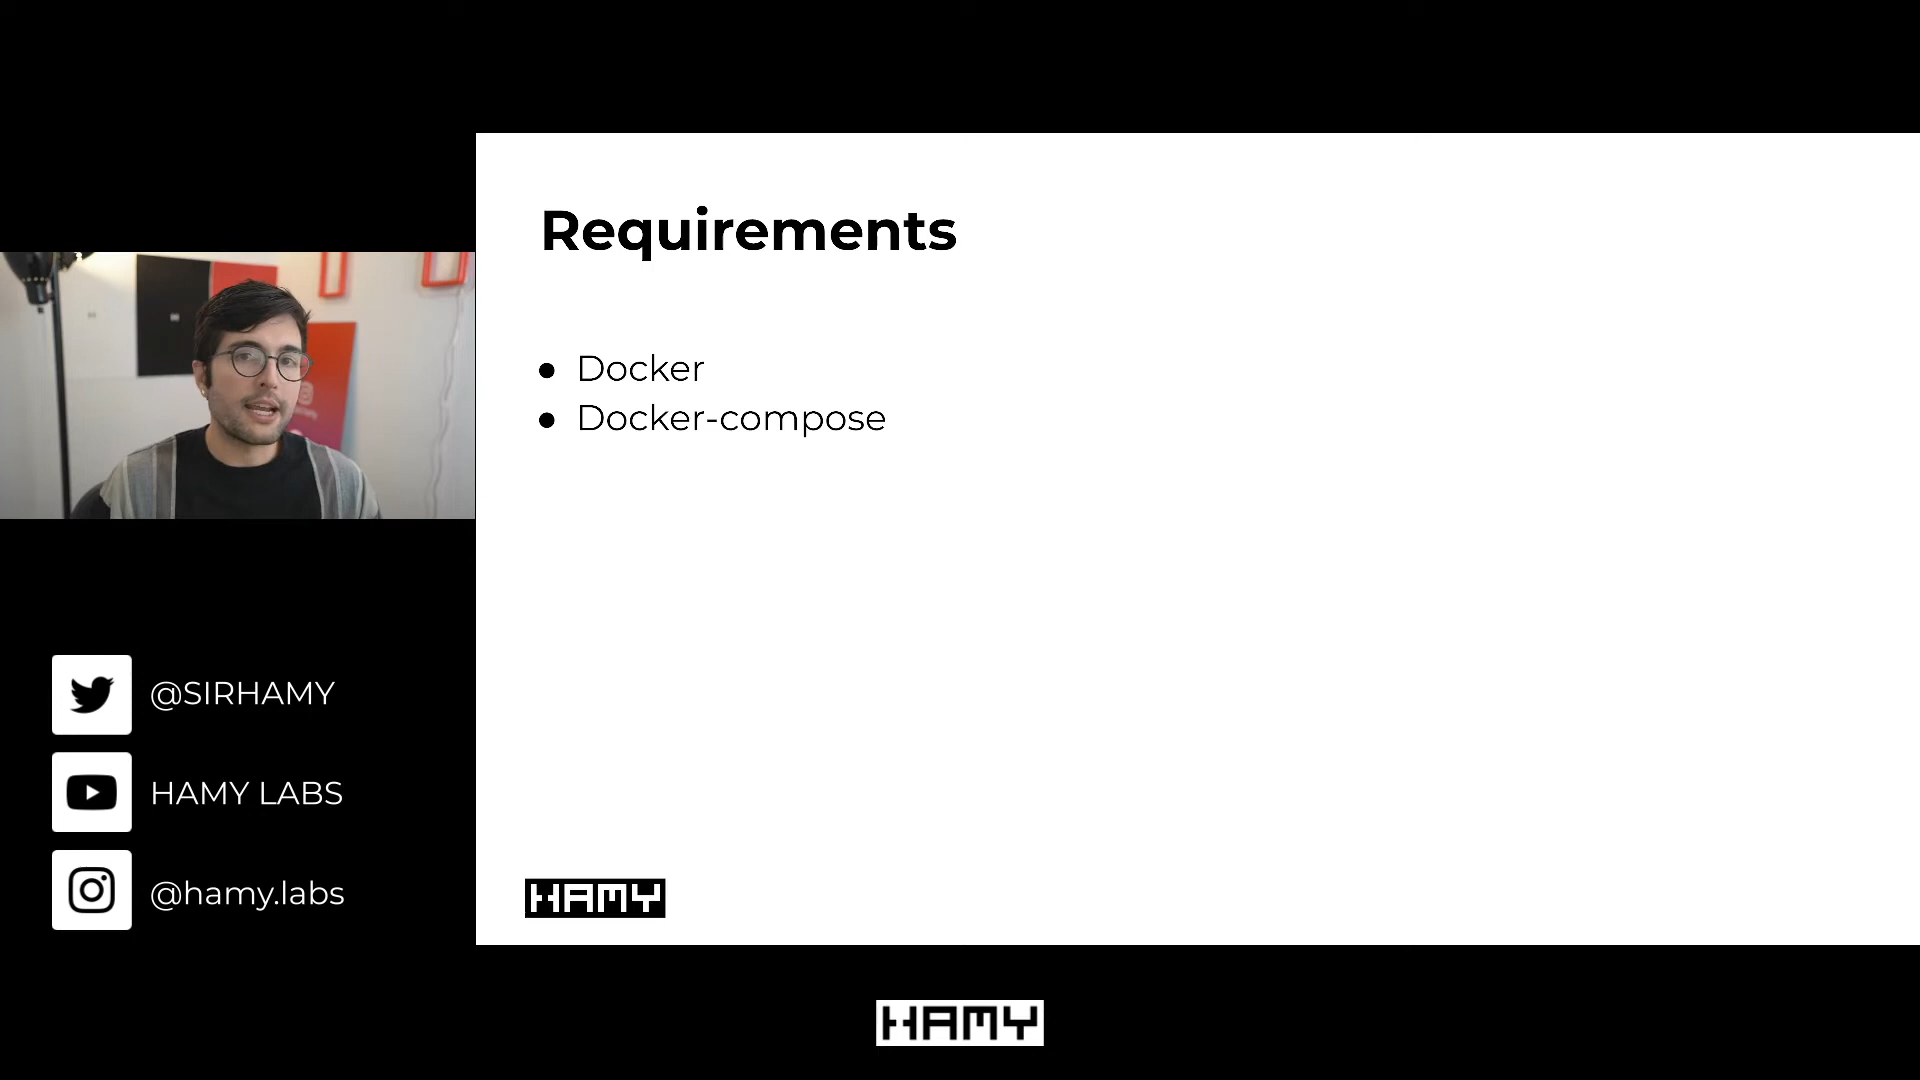 Requirements
● Docker
● Docker-compose
@SIRHAMY
HAMY LABS
@hamy.labs
HAMY
HAMY